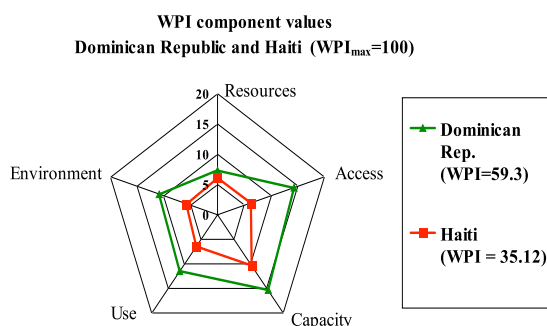 WPI component values
Dominican Republic and Haiti (WPImax=100)
Resources
20
15
10
5
0
Environment
Access
Use
Capacity
Dominican
Rep.
(WPI=59.3)
Haiti
(WPI = 35.12)